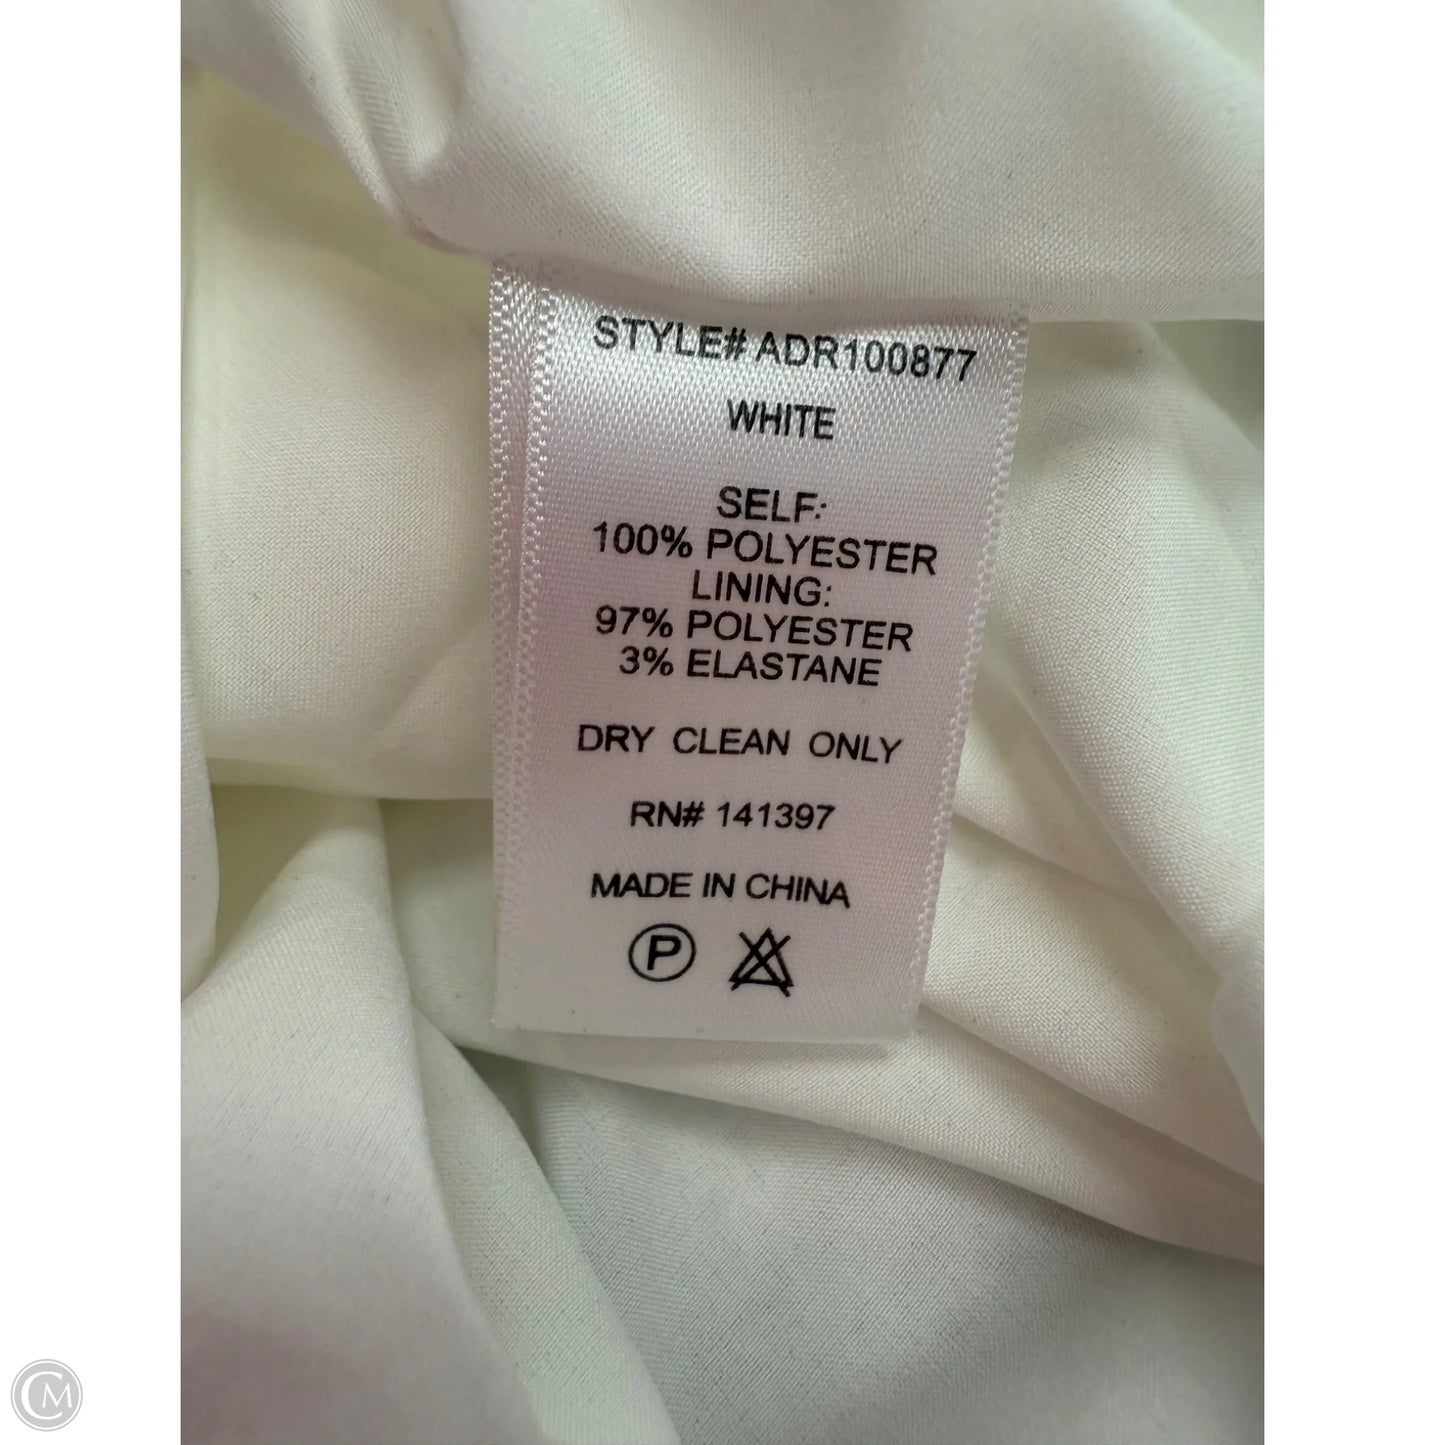 STYLE# ADR100877
WHITE
SELF:
100% POLYESTER
LINING:
97% POLYESTER
3% ELASTANE
DRY CLEAN ONLY
RN# 141397
MADE IN CHINA
P
CM